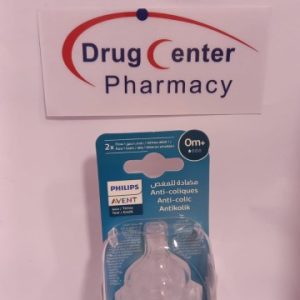 Drug Center
Pharmacy
2x
0m+
PHILIPS
AVENT
مضادة للمغص
Anti-coliques
Anti-colic
Antikolik